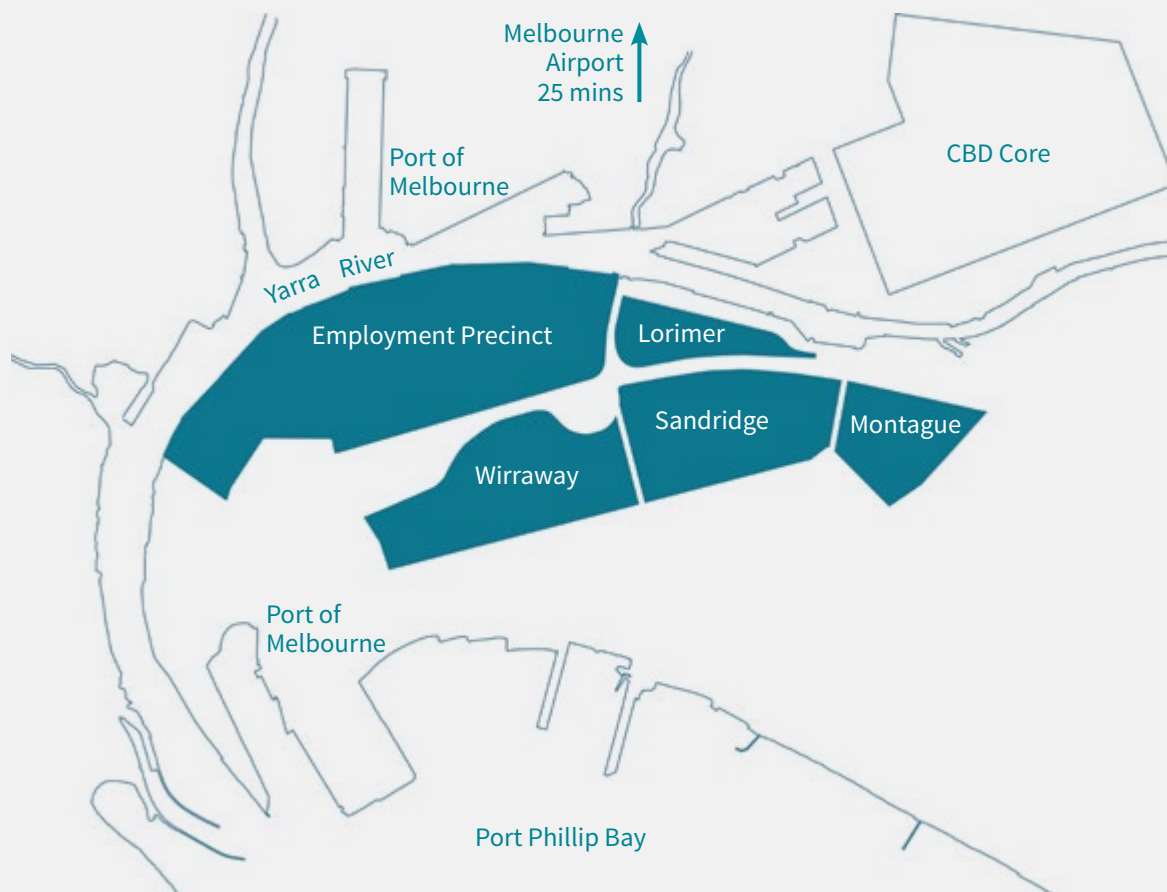 Melbourne
Airport
25 mins
CBD Core
Port of
Melbourne
Yarra River
Employment Precinct
Lorimer
Sandridge
Montague
Wirraway
Port of
Melbourne
Port Phillip Bay